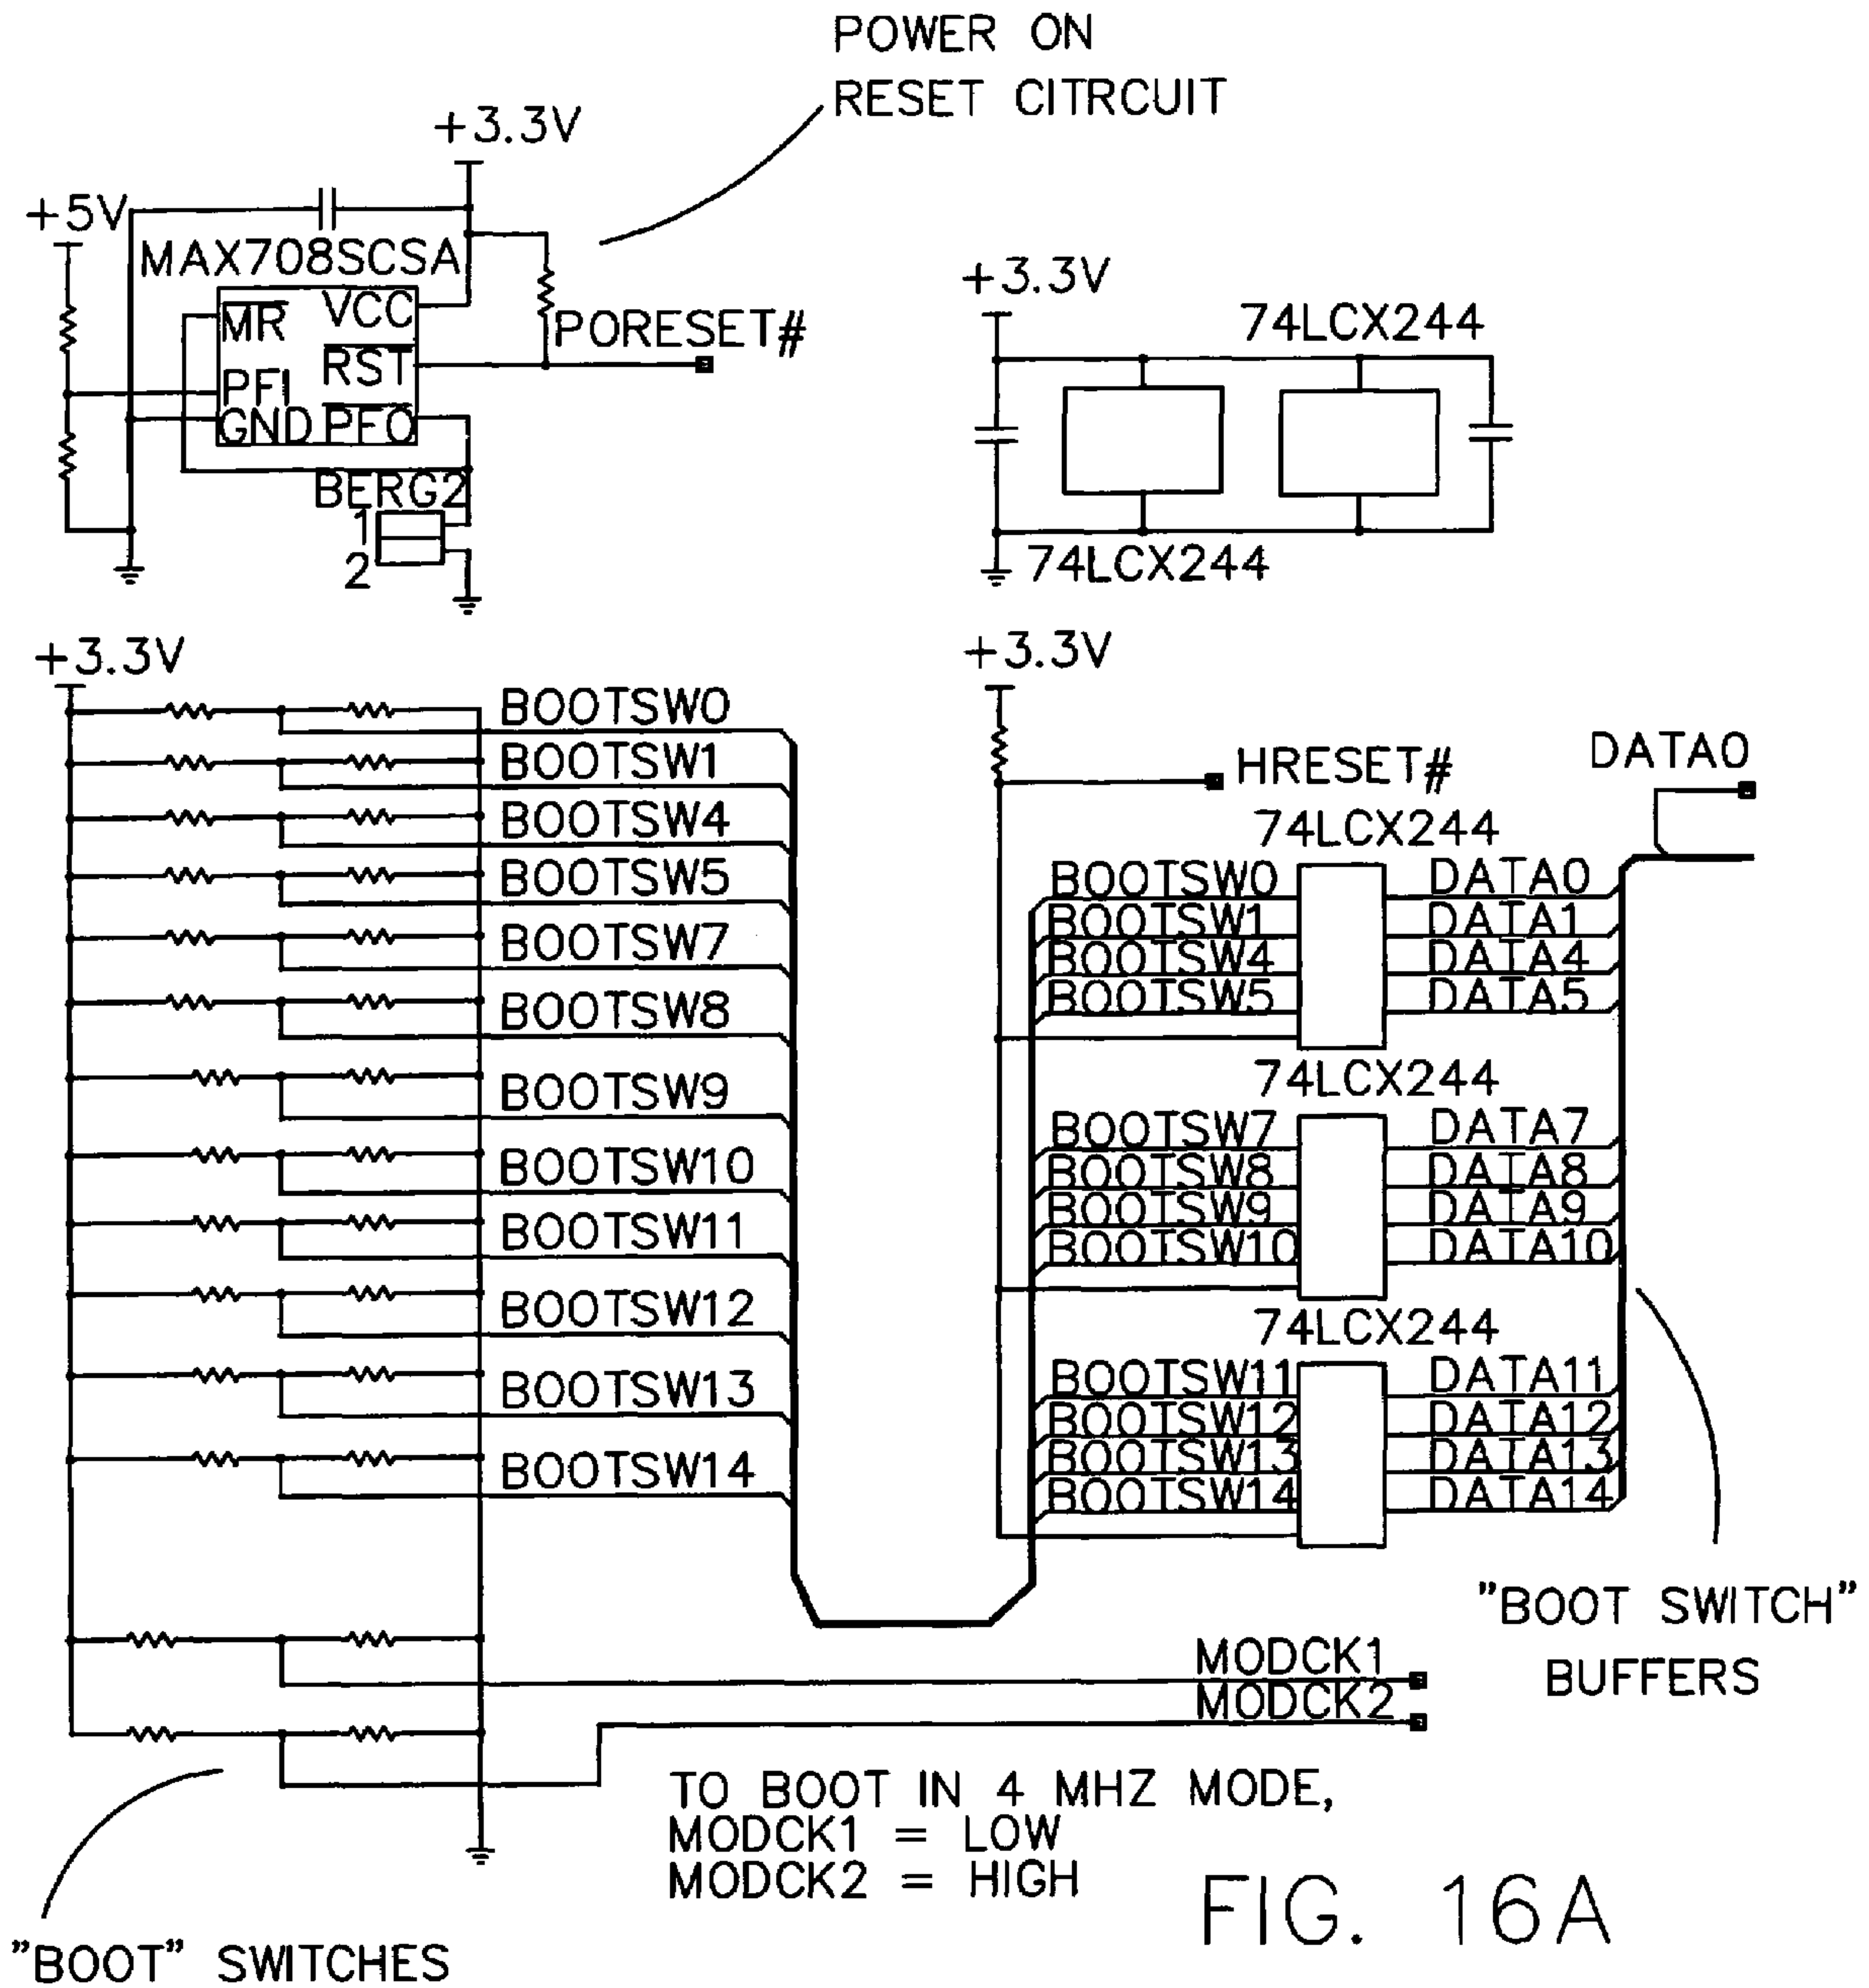 POWER ON
RESET CITRCUIT
+3.3V
+5V
MAX708SCSA
MR VCC
RST
PORESET#
PFI
GND PFO
BERG2
1
2
+3.3V
74LCX244
74LCX244
+3.3V
BOOTSW0
BOOTSW1
BOOTSW4
BOOTSW5
BOOTSW7
BOOTSW8
BOOTSW9
BOOTSW10
BOOTSW11
BOOTSW12
BOOTSW13
BOOTSW14
+3.3V
HRESET#
DATA0
74LCX244
BOOTSW0 DATA0
BOOTSW1 DATA1
BOOTSW4 DATA4
BOOTSW5 DATA5
74LCX244
BOOTSW7 DATA7
BOOTSW8 DATA8
BOOTSW9 DATA9
BOOTSW10 DATA10
74LCX244
BOOTSW11 DATA11
BOOTSW12 DATA12
BOOTSW13 DATA13
BOOTSW14 DATA14
"BOOT SWITCH"
BUFFERS
MODCK1
MODCK2
TO BOOT IN 4 MHZ MODE,
MODCK1 = LOW
MODCK2 = HIGH
"BOOT" SWITCHES
FIG. 16A